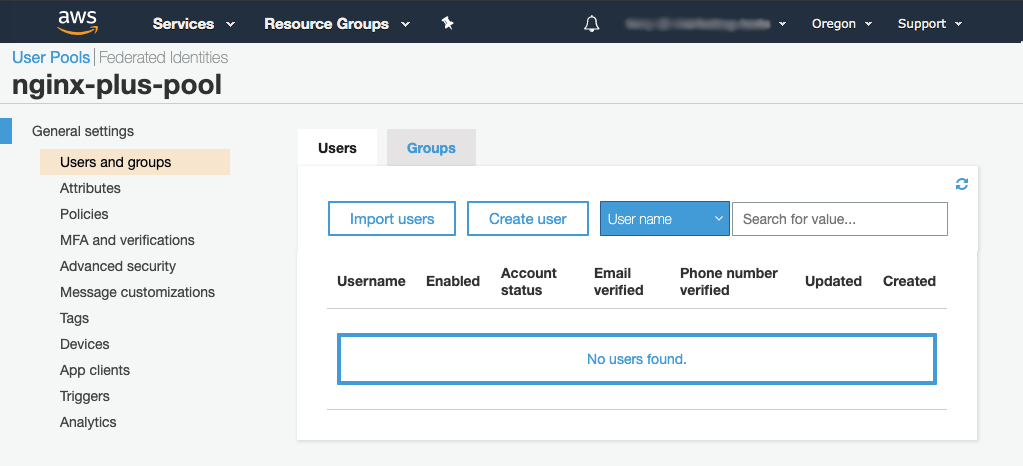 aws Services Resource Groups Oregon Support
User Pools | Federated Identities
nginx-plus-pool
General settings
Users and groups
Attributes
Policies
MFA and verifications
Advanced security
Message customizations
Tags
Devices
App clients
Triggers
Analytics
Users Groups
Import users Create user User name Search for value...
Username Enabled Account status Email verified Phone number verified Updated Created
No users found.